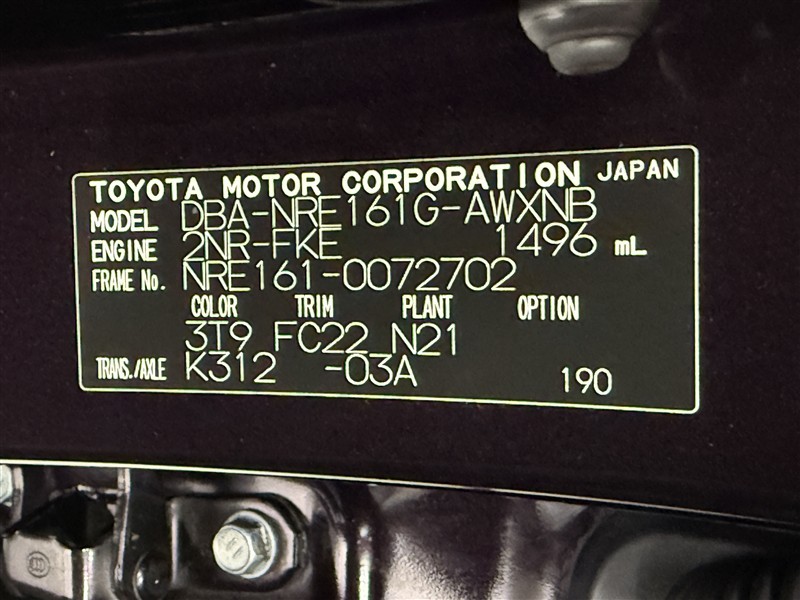 TOYOTA MOTOR CORPORATION JAPAN
MODEL DBA-NRE161G-AWXNB
ENGINE 2NR-FKE 1496 mL
FRAME No. NRE161-0072702
COLOR TRIM PLANT OPTION
3T9 FC22 N21
TRANS./AXLE K312 -03A 190